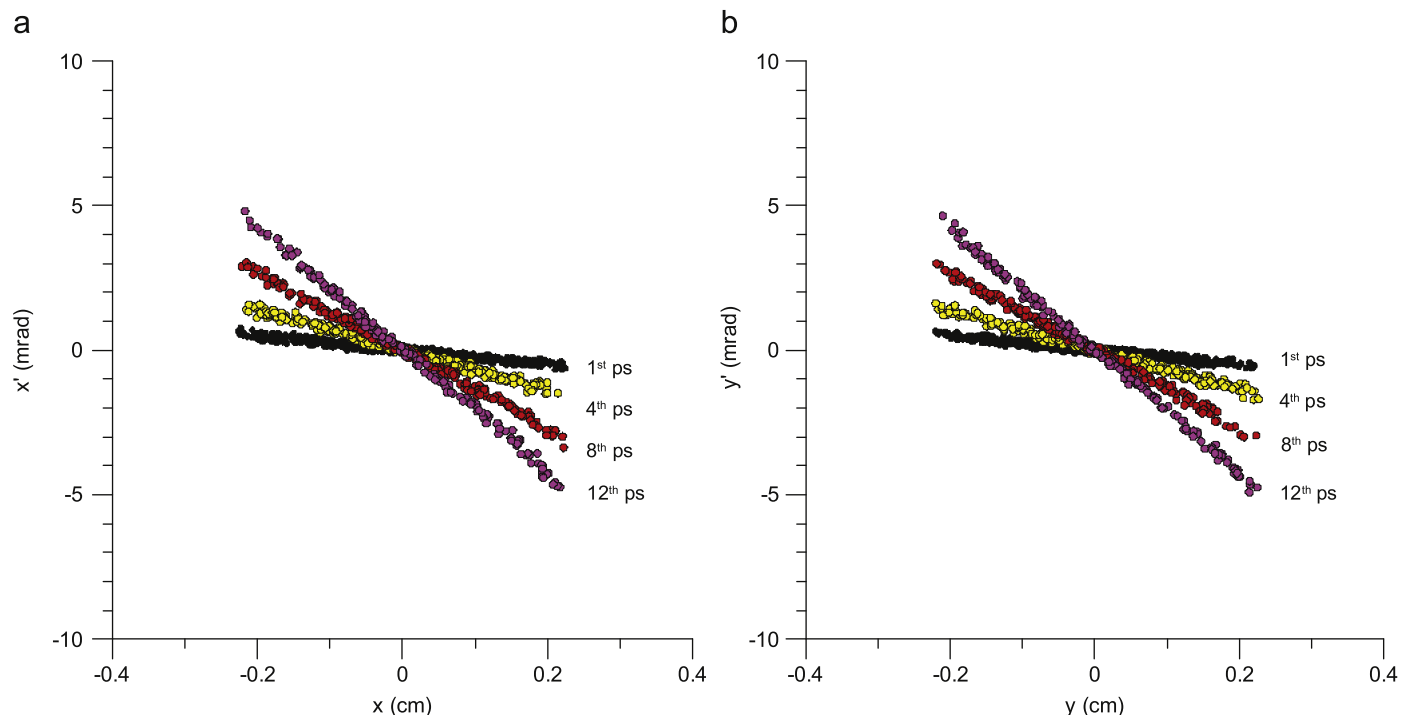 a
10
5
0
-5
-10
x' (mrad)
-0.4
-0.2
0
0.2
0.4
x (cm)
1st ps
4th ps
8th ps
12th ps
b
10
5
0
-5
-10
y' (mrad)
-0.4
-0.2
0
0.2
0.4
y (cm)
1st ps
4th ps
8th ps
12th ps